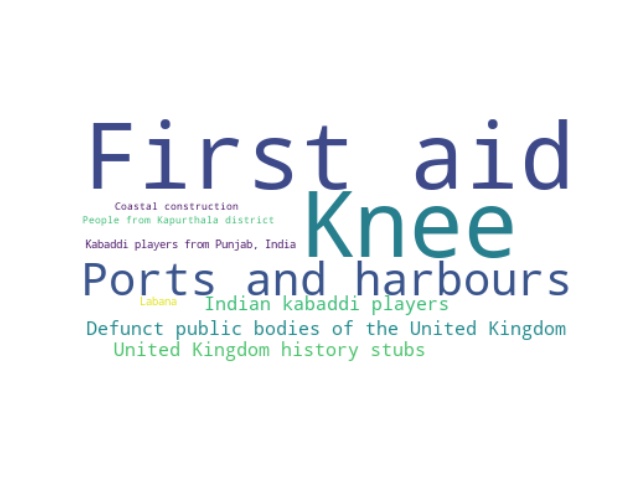 First aid
Coastal construction
People from Kapurthala district
Knee
Kabaddi players from Punjab, India
Ports and harbours
Labana
Indian kabaddi players
Defunct public bodies of the United Kingdom
United Kingdom history stubs